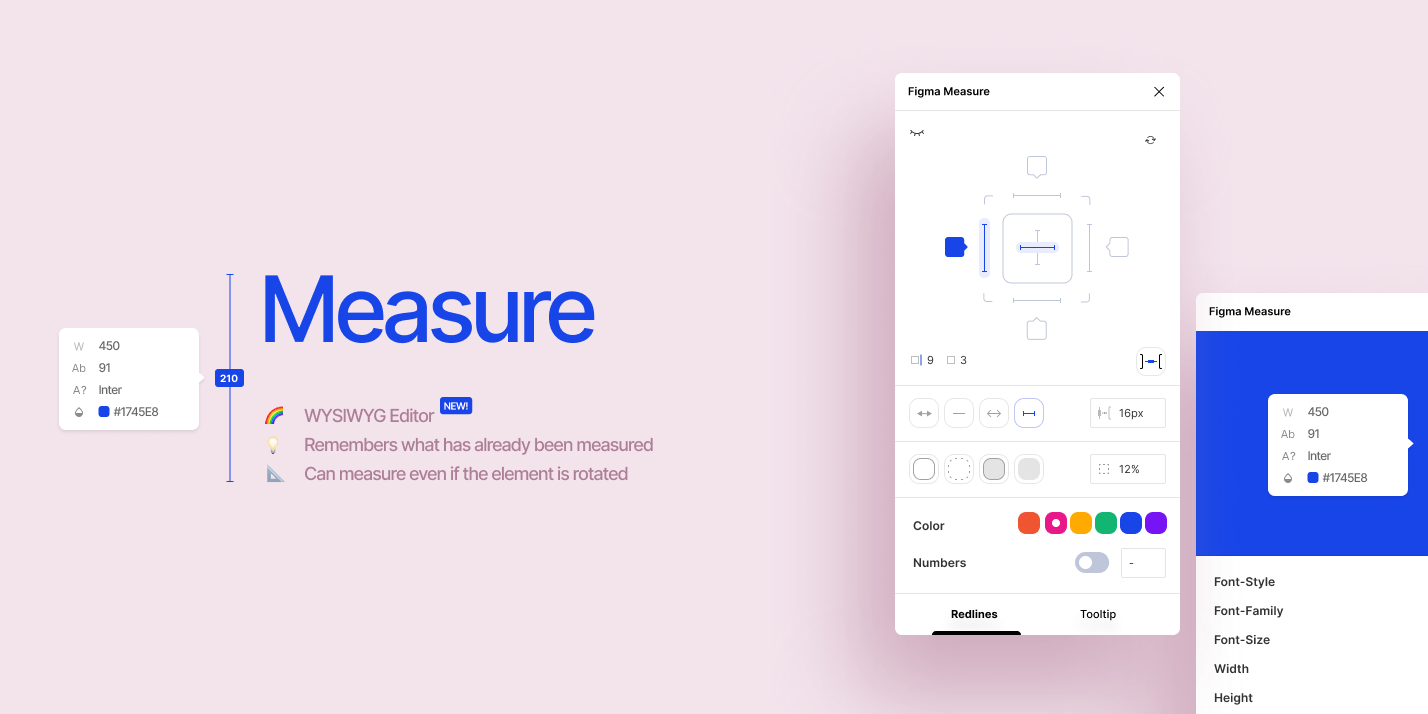 Measure
W 450
Ab 91
A? Inter
#1745E8
210
WYSIWYG Editor NEW!
Remembers what has already been measured
Can measure even if the element is rotated
Figma Measure
9 3
16px
12%
Color
Numbers -
Redlines Tooltip
Figma Measure
W 450
Ab 91
A? Inter
#1745E8
Font-Style
Font-Family
Font-Size
Width
Height